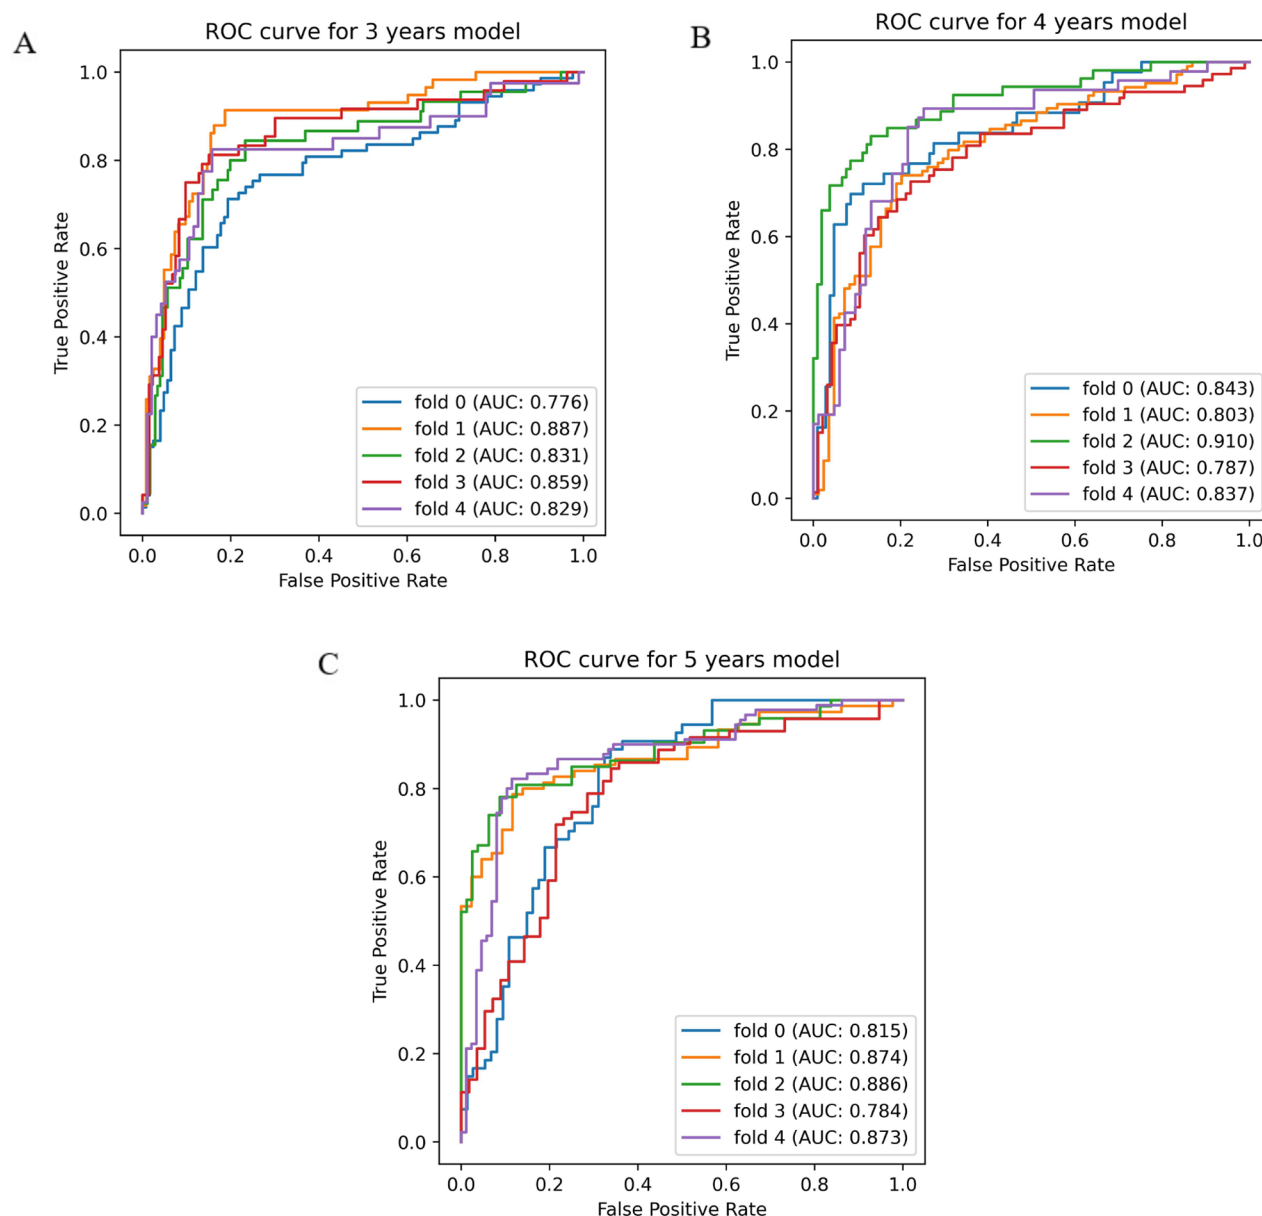 A
ROC curve for 3 years model
1.0
0.8
0.6
0.4
0.2
0.0
True Positive Rate
fold 0 (AUC: 0.776)
fold 1 (AUC: 0.887)
fold 2 (AUC: 0.831)
fold 3 (AUC: 0.859)
fold 4 (AUC: 0.829)
0.0 0.2 0.4 0.6 0.8 1.0
False Positive Rate
B
ROC curve for 4 years model
1.0
0.8
0.6
0.4
0.2
0.0
True Positive Rate
fold 0 (AUC: 0.843)
fold 1 (AUC: 0.803)
fold 2 (AUC: 0.910)
fold 3 (AUC: 0.787)
fold 4 (AUC: 0.837)
0.0 0.2 0.4 0.6 0.8 1.0
False Positive Rate
C
ROC curve for 5 years model
1.0
0.8
0.6
0.4
0.2
0.0
True Positive Rate
fold 0 (AUC: 0.815)
fold 1 (AUC: 0.874)
fold 2 (AUC: 0.886)
fold 3 (AUC: 0.784)
fold 4 (AUC: 0.873)
0.0 0.2 0.4 0.6 0.8 1.0
False Positive Rate